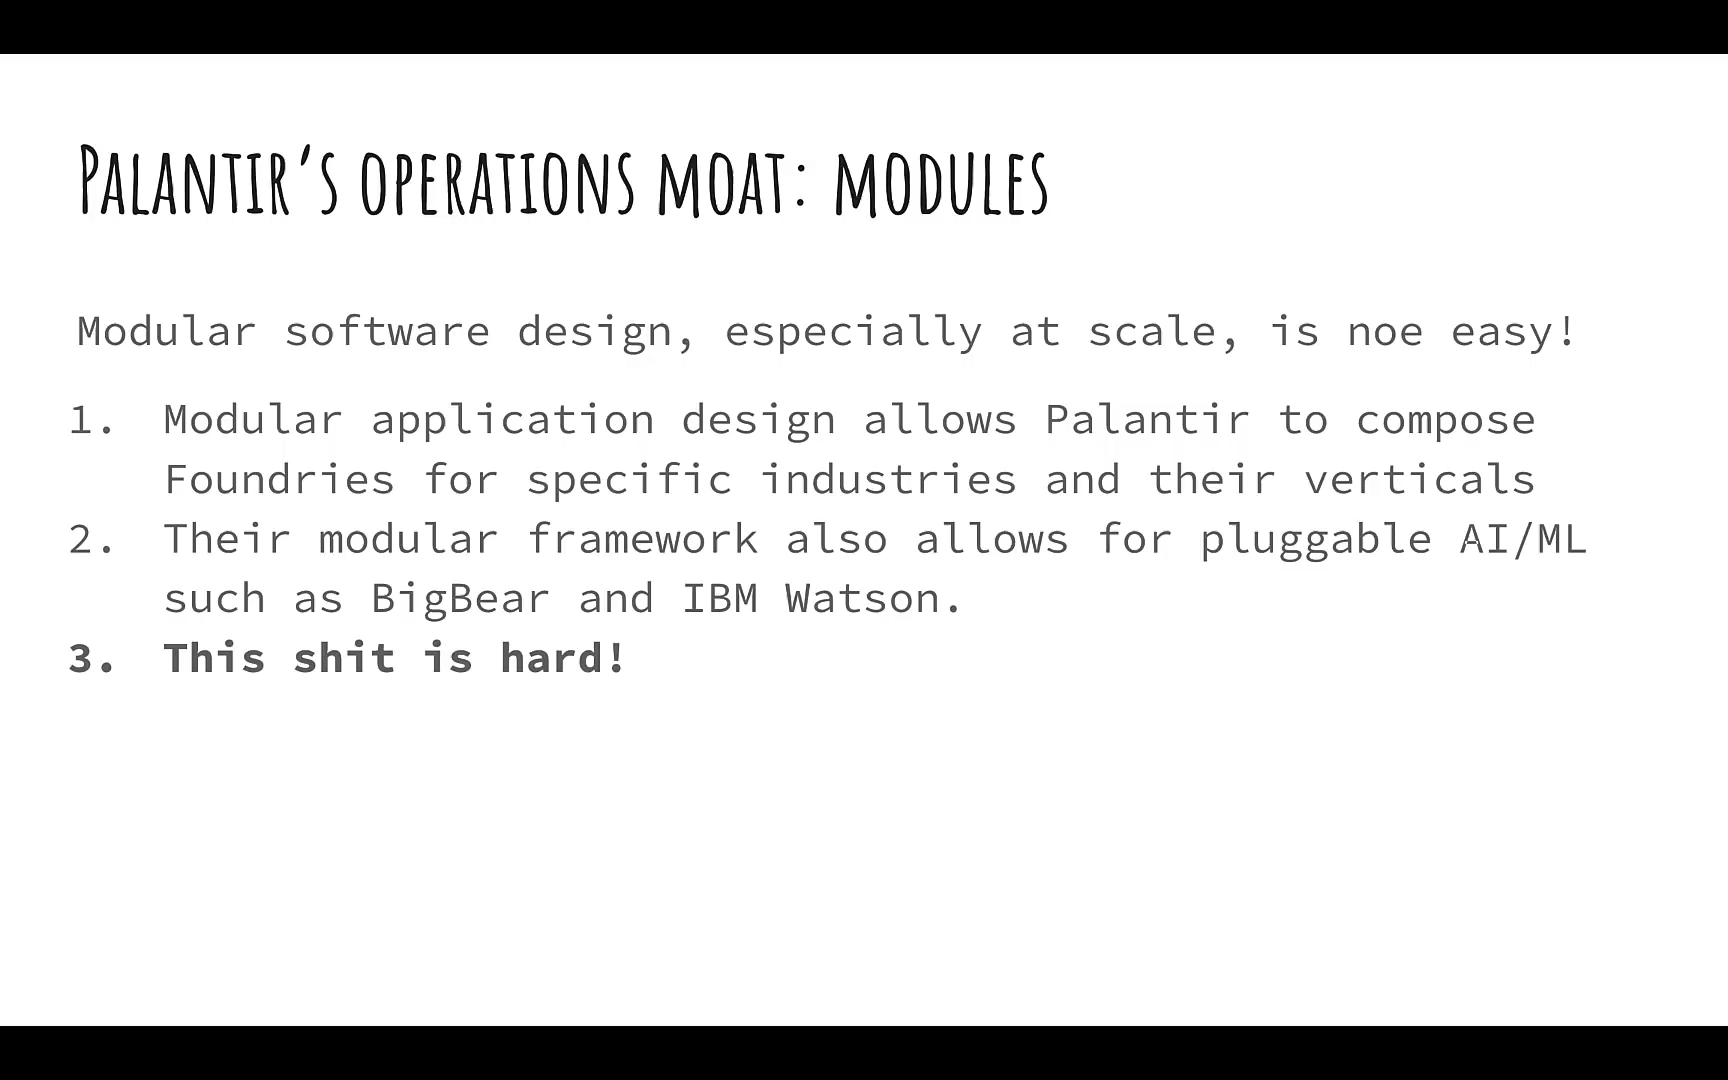 Palantir’s operations moat: modules
Modular software design, especially at scale, is noe easy!
1. Modular application design allows Palantir to compose
Foundries for specific industries and their verticals
2. Their modular framework also allows for pluggable AI/ML
such as BigBear and IBM Watson.
3. This shit is hard!